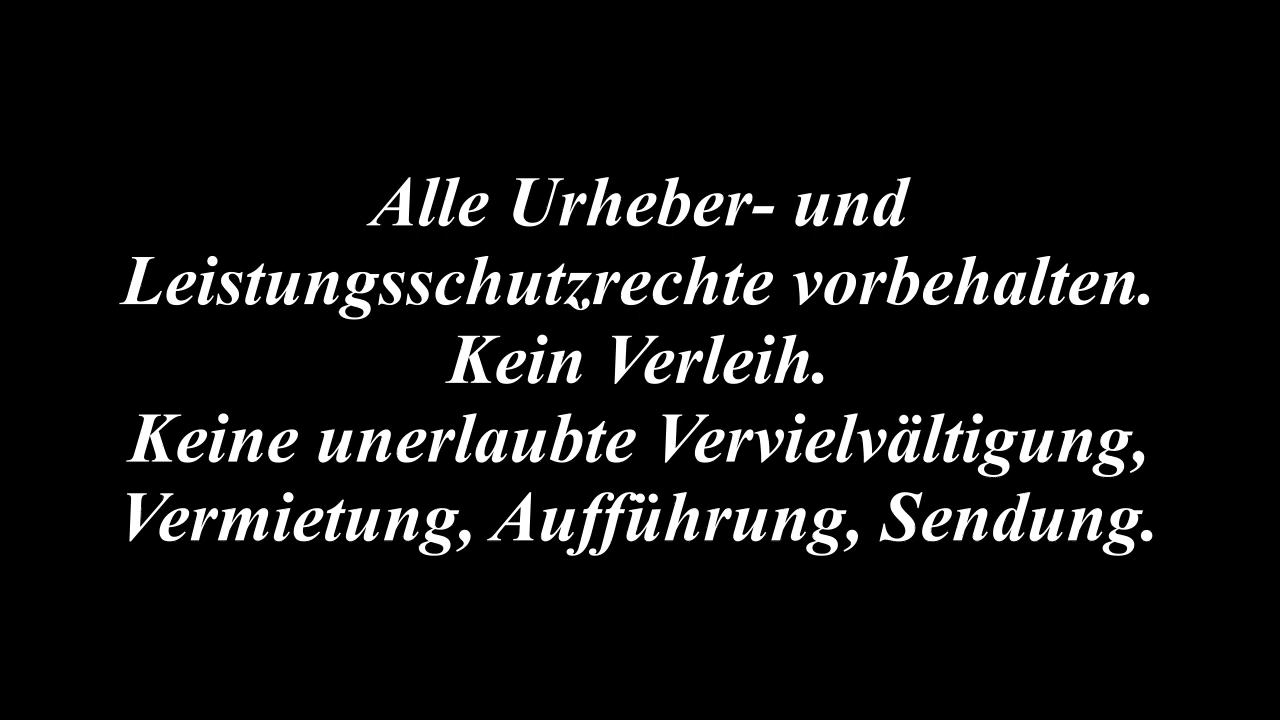 Alle Urheber- und
Leistungsschutzrechte vorbehalten.
Kein Verleih.
Keine unerlaubte Vervielvältigung,
Vermietung, Aufführung, Sendung.